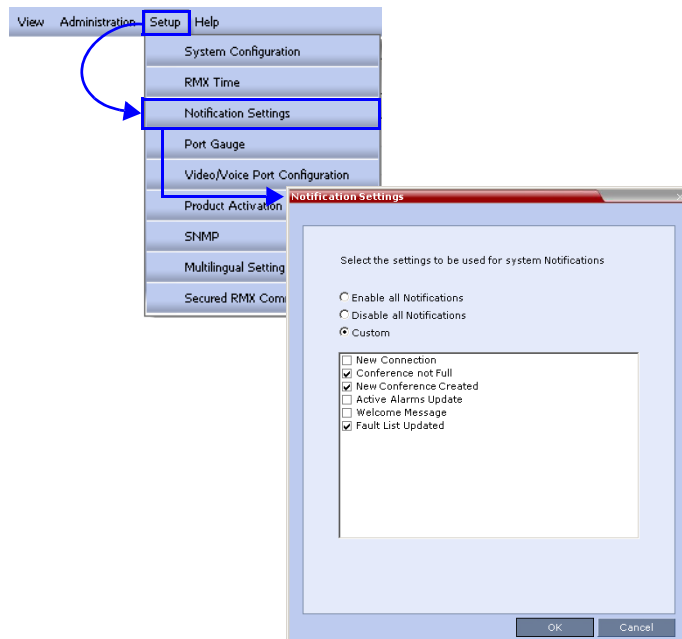 View Administration Setup Help
System Configuration
RMX Time
Notification Settings
Port Gauge
Video/Voice Port Configuration
Product Activation
SNMP
Multilingual Setting
Secured RMX
Notification Settings
Select the settings to be used for system Notifications
Enable all Notifications
Disable all Notifications
Custom
New Connection
Conference not Full
New Conference Created
Active Alarms Update
Welcome Message
Fault List Updated
OK Cancel